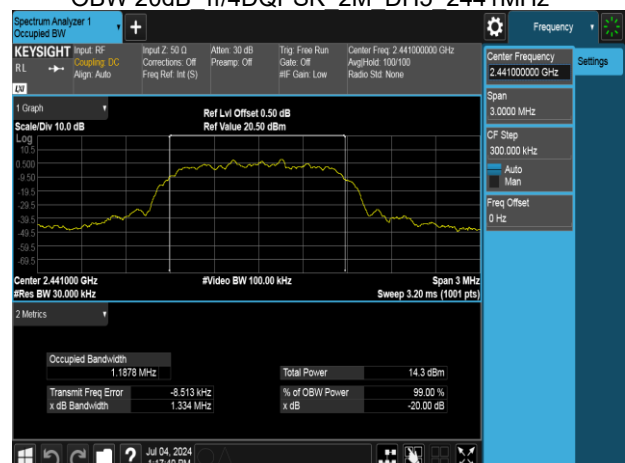 OBW 20dB_π/4DQPSK_2M_DH5_2441MHz
Spectrum Analyzer 1
Occupied BW
+
Frequency
KEYSIGHT
RL
LXI
Input: RF
Coupling: DC
Align: Auto
Input Z: 50 Ω
Corrections: Off
Freq Ref: Int (S)
Atten: 30 dB
Preamp: Off
Trig: Free Run
Gate: Off
#IF Gain: Low
Center Freq: 2.441000000 GHz
Avg|Hold: 100/100
Radio Std: None
Center Frequency
2.441000000 GHz
Settings
Span
3.0000 MHz
CF Step
300.000 kHz
Auto
Man
Freq Offset
0 Hz
1 Graph
Scale/Div 10.0 dB
Ref Lvl Offset 0.50 dB
Ref Value 20.50 dBm
Log
10.5
0.500
-9.50
-19.5
-29.5
-39.5
-49.5
-59.5
-69.5
Center 2.441000 GHz
#Res BW 30.000 kHz
#Video BW 100.00 kHz
Span 3 MHz
Sweep 3.20 ms (1001 pts)
2 Metrics
Occupied Bandwidth
1.1878 MHz
Total Power 14.3 dBm
Transmit Freq Error -8.513 kHz
% of OBW Power 99.00 %
x dB Bandwidth 1.334 MHz
x dB -20.00 dB
?
Jul 04, 2024